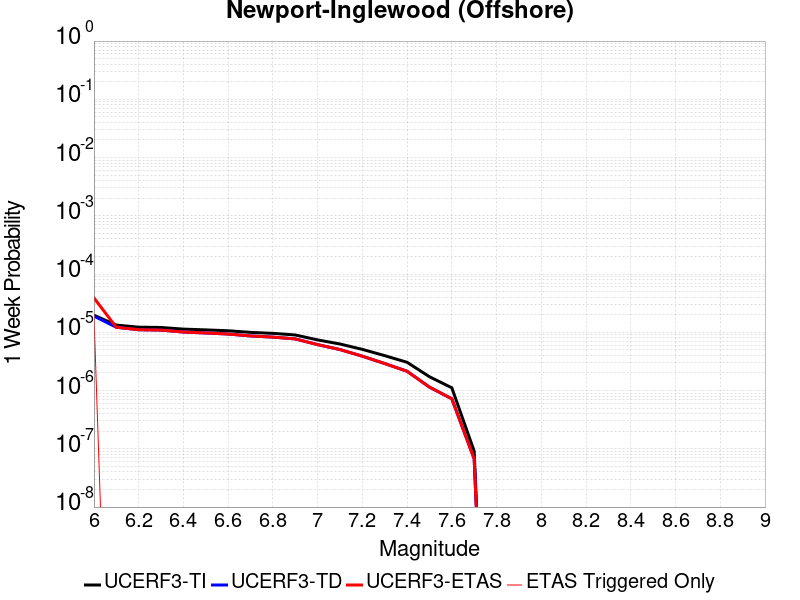 Newport-Inglewood (Offshore)
10^0
10^-1
10^-2
10^-3
10^-4
10^-5
10^-6
10^-7
10^-8
1 Week Probability
6 6.2 6.4 6.6 6.8 7 7.2 7.4 7.6 7.8 8 8.2 8.4 8.6 8.8 9
Magnitude
UCERF3-TI UCERF3-TD UCERF3-ETAS ETAS Triggered Only